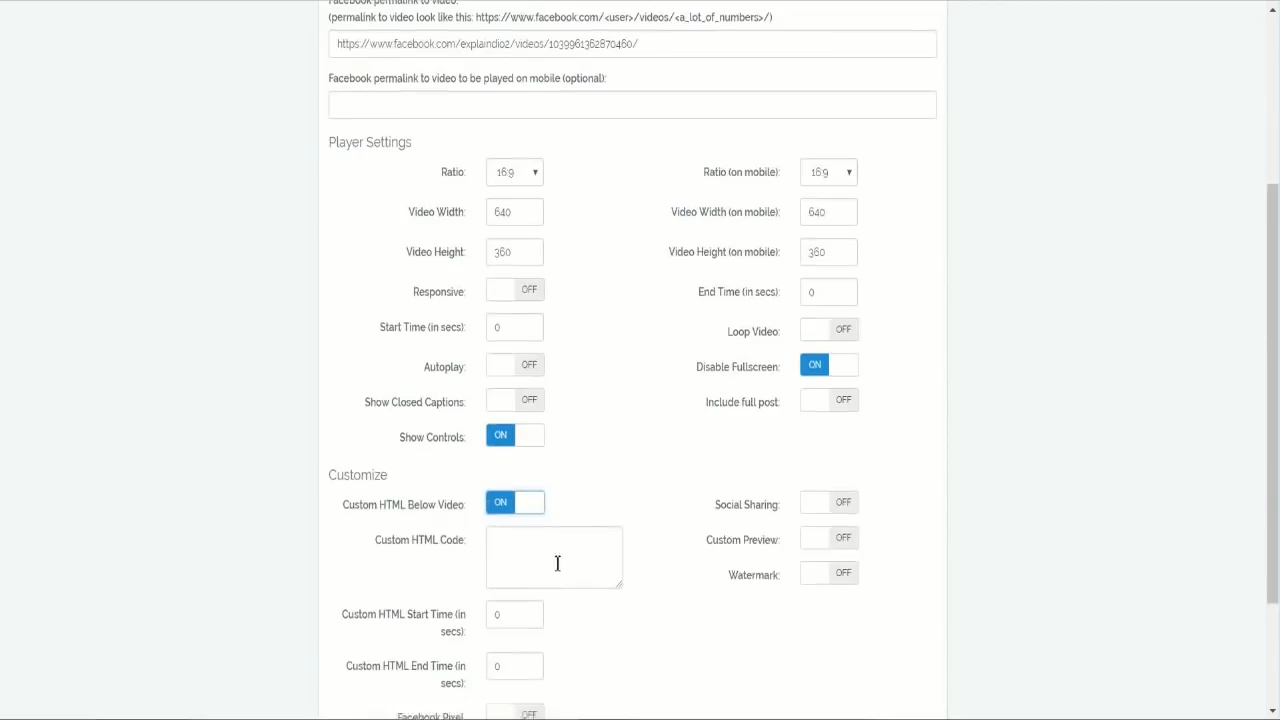 Facebook permalink to video:
(permalink to video look like this: https://www.facebook.com/<user>/videos/<a_lot_of_numbers>/)
https://www.facebook.com/explaindio2/videos/1039961362870460/
Facebook permalink to video to be played on mobile (optional):
Player Settings
Ratio: 16:9 Ratio (on mobile): 16:9
Video Width: 640 Video Width (on mobile): 640
Video Height: 360 Video Height (on mobile): 360
Responsive: OFF End Time (in secs): 0
Start Time (in secs): 0 Loop Video: OFF
Autoplay: OFF Disable Fullscreen: ON
Show Closed Captions: OFF Include full post: OFF
Show Controls: ON
Customize
Custom HTML Below Video: ON Social Sharing: OFF
Custom HTML Code: Custom Preview: OFF
Watermark: OFF
Custom HTML Start Time (in
secs): 0
Custom HTML End Time (in
secs): 0
Facebook Pixel OFF